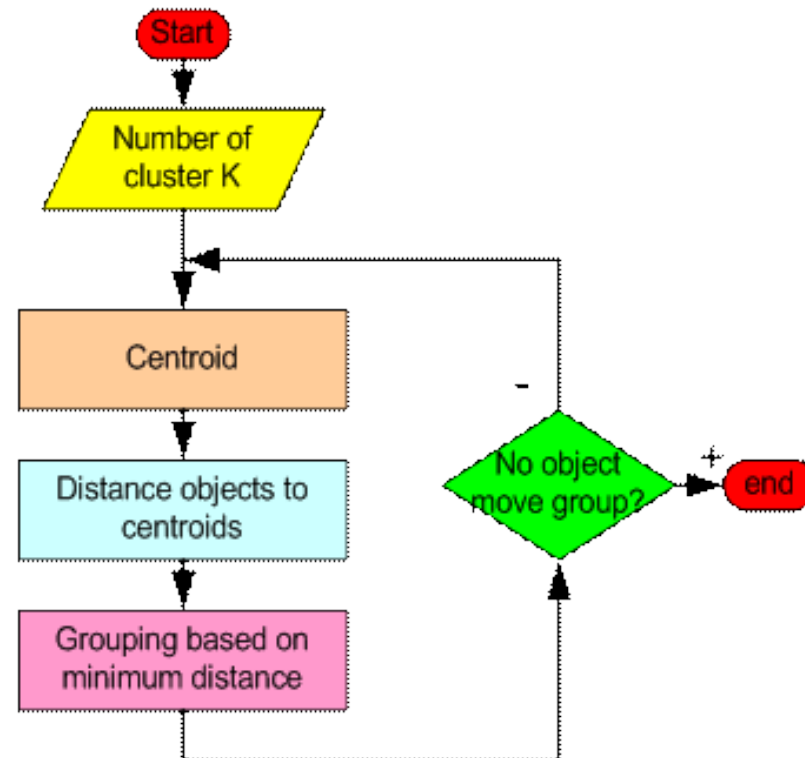 Start
Number of
cluster K
Centroid
Distance objects to
centroids
Grouping based on
minimum distance
-
No object
move group?
+
end